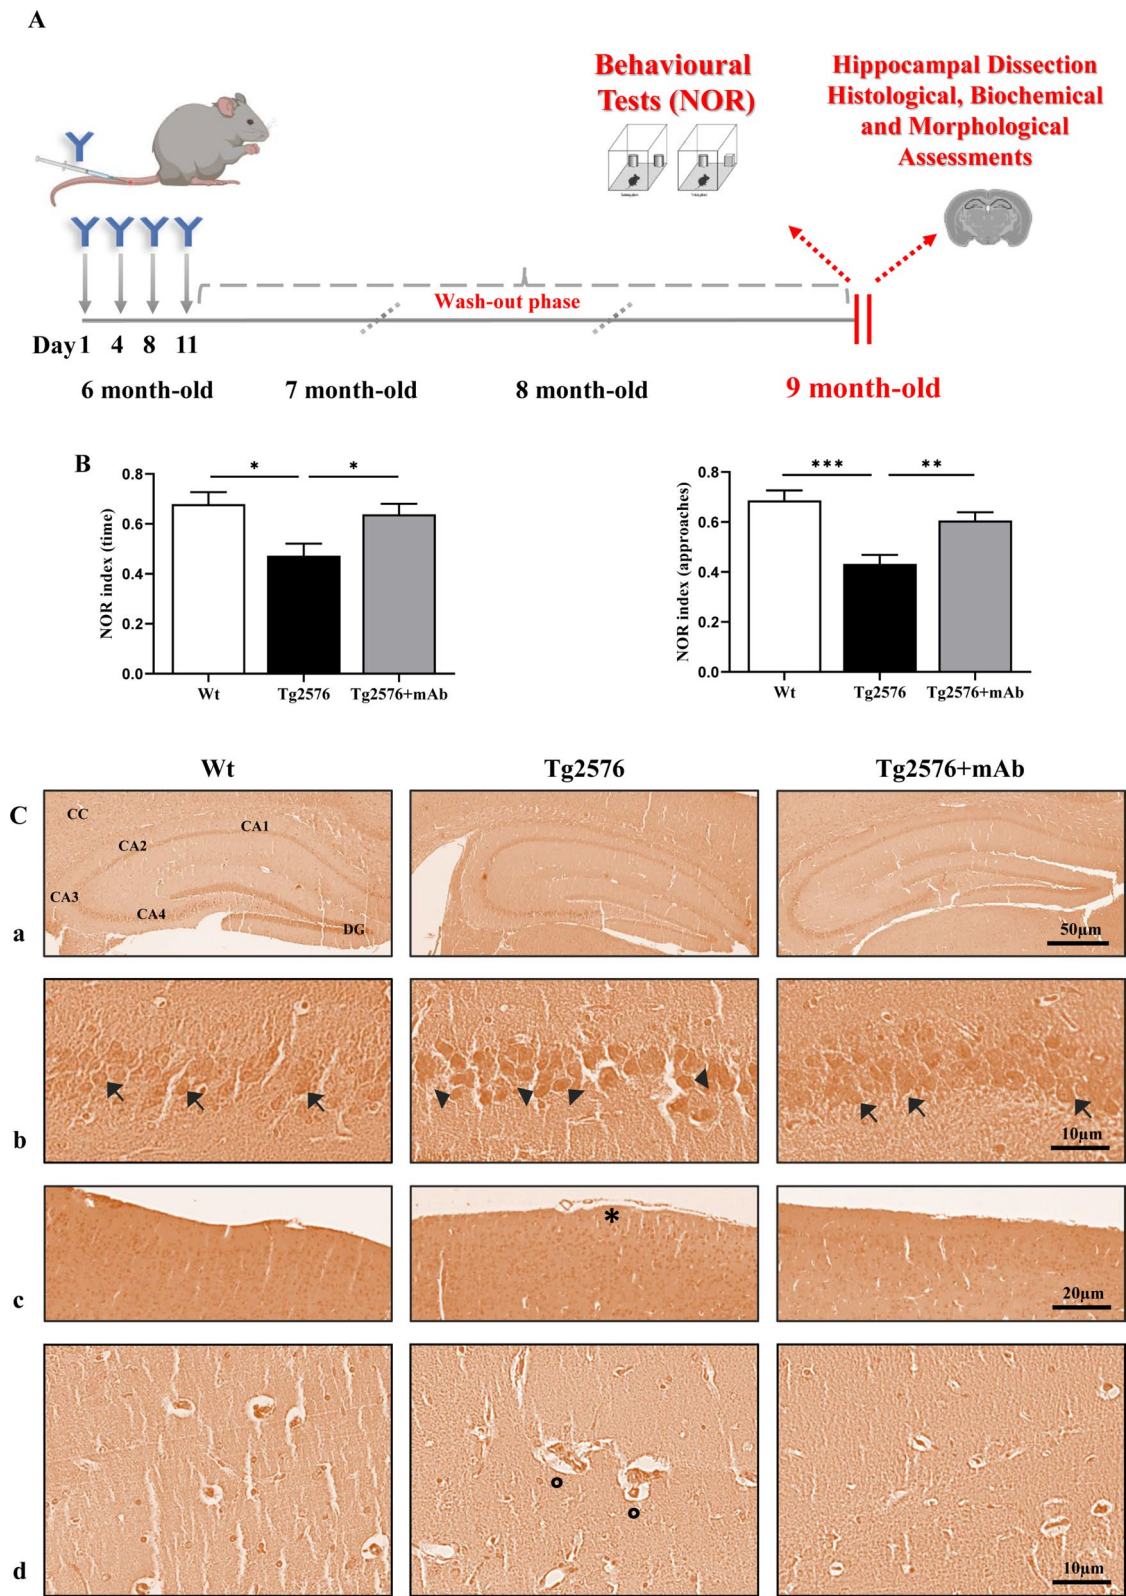 A
Behavioural
Tests (NOR)
Hippocampal Dissection
Histological, Biochemical
and Morphological
Assessments
Wash-out phase
Day 1 4 8 11
6 month-old 7 month-old 8 month-old 9 month-old
B
NOR index (time)
0.8
0.6
0.4
0.2
0.0
* *
Wt Tg2576 Tg2576+mAb
NOR index (approaches)
0.8
0.6
0.4
0.2
0.0
*** **
Wt Tg2576 Tg2576+mAb
Wt Tg2576 Tg2576+mAb
C
CC
CA1
CA2
CA3
CA4
DG
50µm
a
10µm
b
*
20µm
c
10µm
d